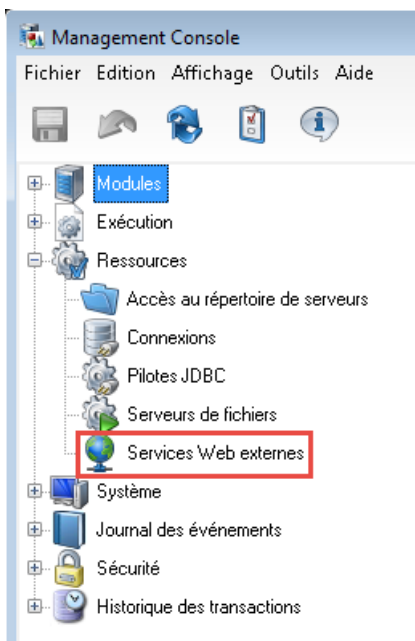 Management Console
Fichier Edition Affichage Outils Aide
Modules
Exécution
Ressources
Accès au répertoire de serveurs
Connexions
Pilotes JDBC
Serveurs de fichiers
Services Web externes
Système
Journal des événements
Sécurité
Historique des transactions